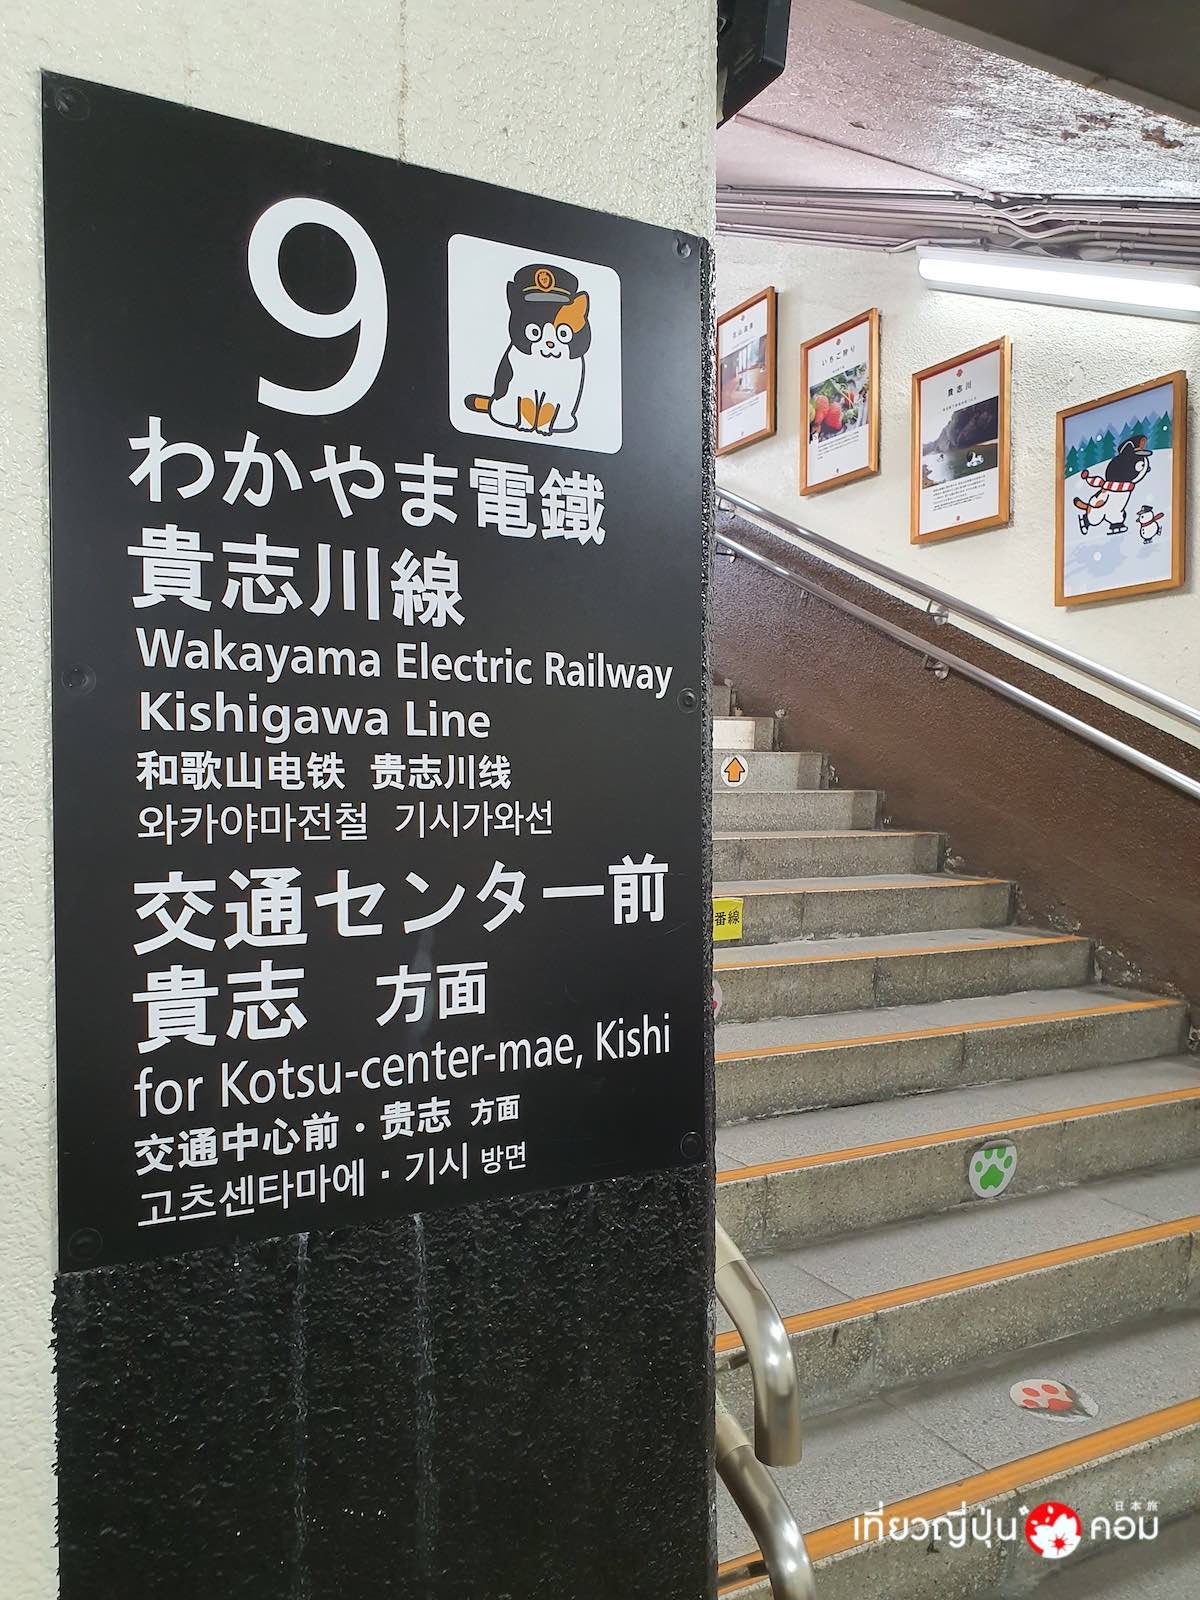 9
わかやま電鐵
貴志川線
Wakayama Electric Railway
Kishigawa Line
和歌山电铁 贵志川线
와카야마전철 기시가와선
交通センター前
貴志 方面
for Kotsu-center-mae, Kishi
交通中心前・贵志 方面
고츠센타마에・기시 방면
いちご狩り
貴志川
番線
日本旅
เที่ยวญี่ปุ่น คอม